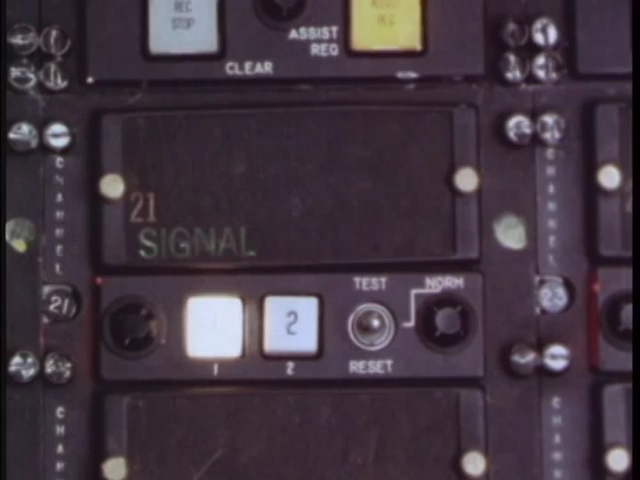 REC
STOP
ASSIST
REQ
CLEAR
CHANNEL
21
SIGNAL
CHANNEL
21
TEST
NORM
2
1
2
RESET
23
CHAN
CHAN